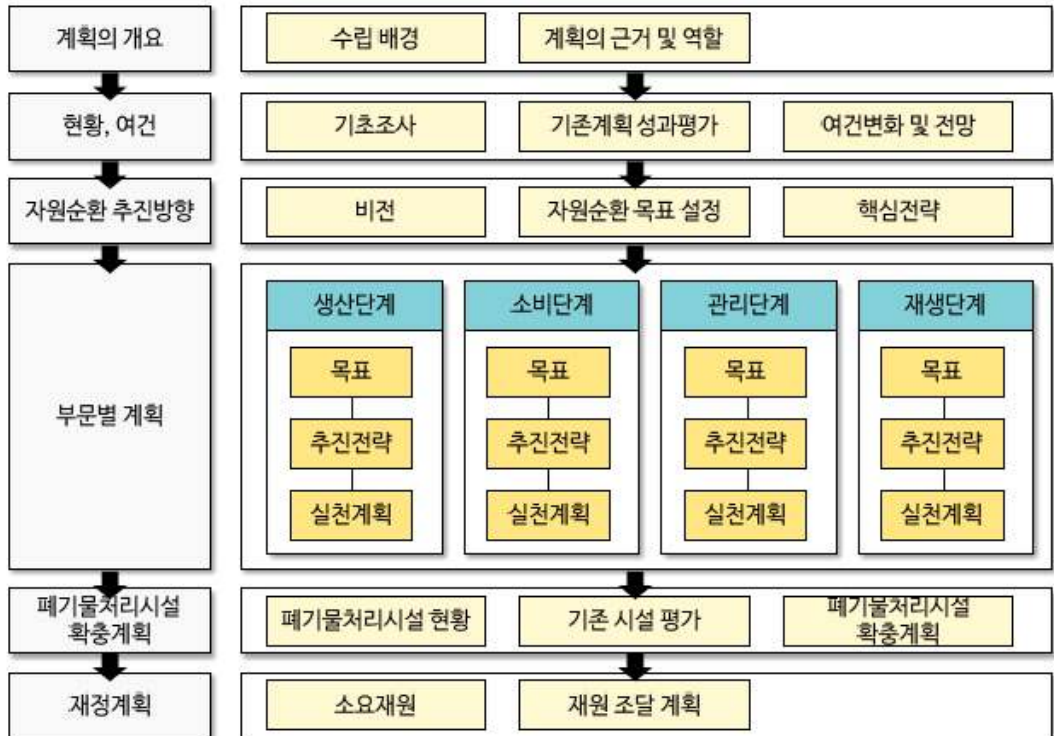 계획의 개요
수립 배경
계획의 근거 및 역할
현황, 여건
기초조사
기존계획 성과평가
여건변화 및 전망
자원순환 추진방향
비전
자원순환 목표 설정
핵심전략
부문별 계획
생산단계
소비단계
관리단계
재생단계
목표
목표
목표
목표
추진전략
추진전략
추진전략
추진전략
실천계획
실천계획
실천계획
실천계획
폐기물처리시설
확충계획
폐기물처리시설 현황
기존 시설 평가
폐기물처리시설
확충계획
재정계획
소요재원
재원 조달 계획